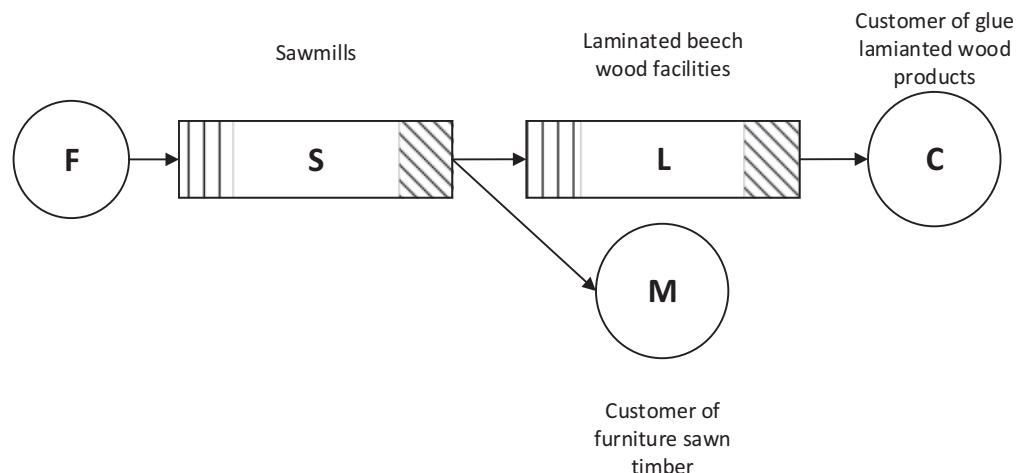 Sawmills
Laminated beech
wood facilities
Customer of glue
lamianted wood
products
F
S
L
C
M
Customer of
furniture sawn
timber